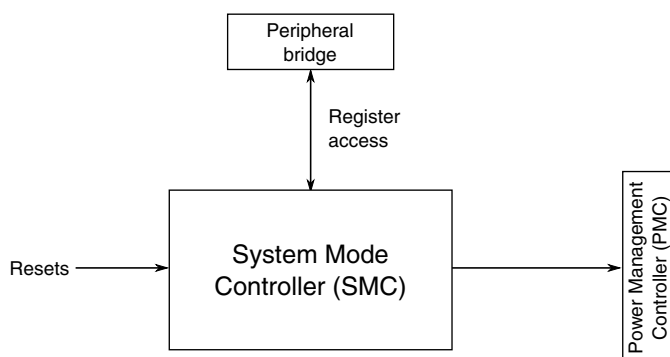 Peripheral
bridge
Register
access
Resets
System Mode
Controller (SMC)
Power Management
Controller (PMC)